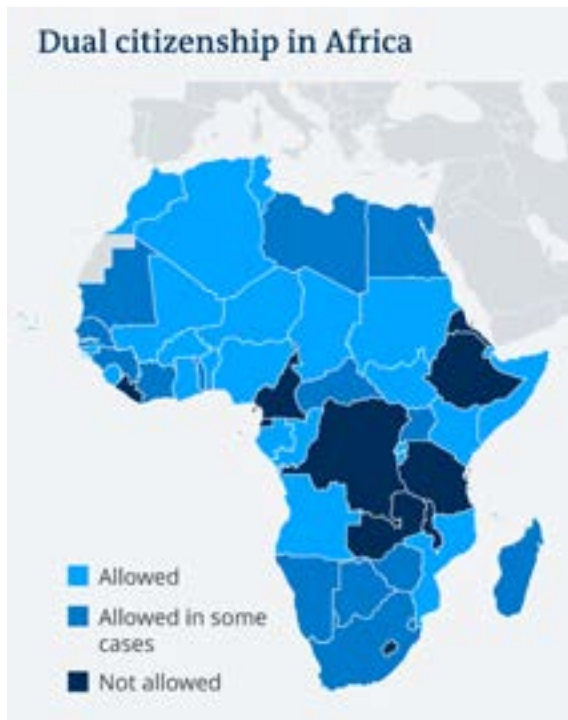 Dual citizenship in Africa
Allowed
Allowed in some
cases
Not allowed